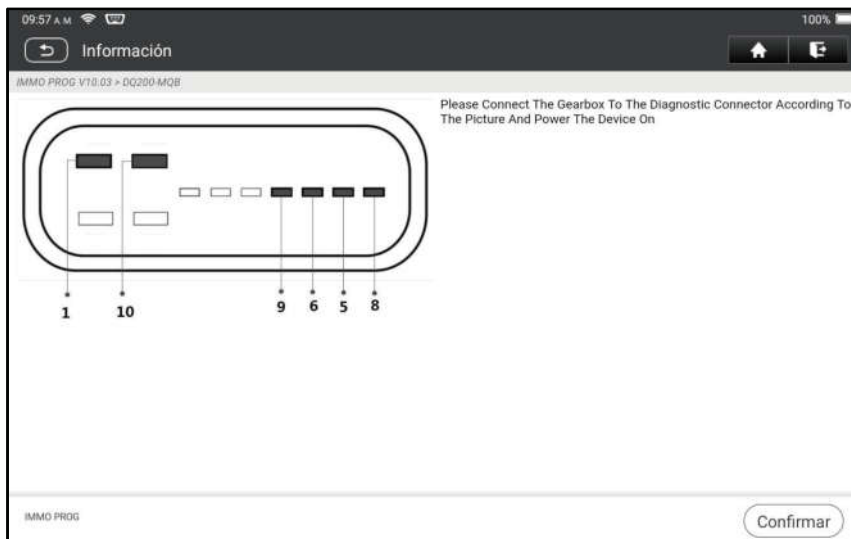 09:57 A M
100%
Información
IMMO PROG V10.03 > DQ200-MQB
Please Connect The Gearbox To The Diagnostic Connector According To
The Picture And Power The Device On
1 10 9 6 5 8
IMMO PROG
Confirmar